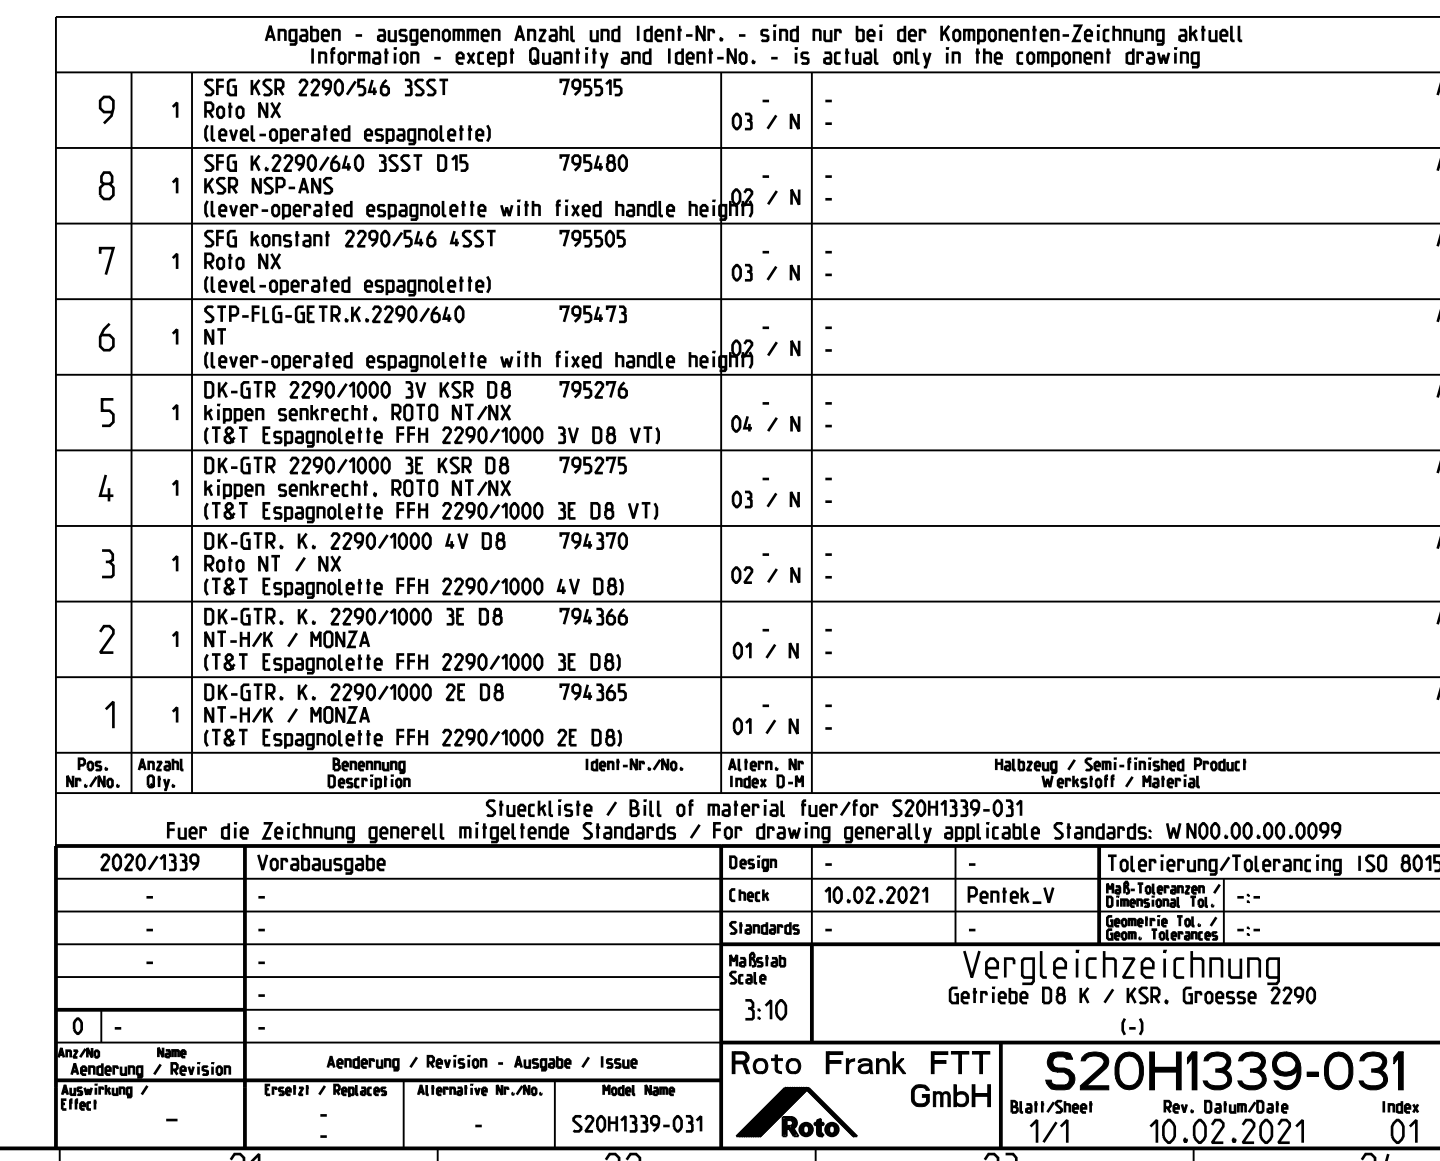 Angaben - ausgenommen Anzahl und Ident-Nr. - sind nur bei der Komponenten-Zeichnung aktuell
Information - except Quantity and Ident-No. - is actual only in the component drawing
9 1 SFG KSR 2290/546 3SST 795515 - -
Roto NX 03 / N -
(level-operated espagnolette)
8 1 SFG K.2290/640 3SST D15 795480 - -
KSR NSP-ANS 02 / N -
(lever-operated espagnolette with fixed handle height)
7 1 SFG konstant 2290/546 4SST 795505 - -
Roto NX 03 / N -
(level-operated espagnolette)
6 1 STP-FLG-GETR.K.2290/640 795473 - -
NT 02 / N -
(lever-operated espagnolette with fixed handle height)
5 1 DK-GTR 2290/1000 3V KSR D8 795276 - -
kippen senkrecht. ROTO NT/NX 04 / N -
(T&T Espagnolette FFH 2290/1000 3V D8 VT)
4 1 DK-GTR 2290/1000 3E KSR D8 795275 - -
kippen senkrecht. ROTO NT/NX 03 / N -
(T&T Espagnolette FFH 2290/1000 3E D8 VT)
3 1 DK-GTR. K. 2290/1000 4V D8 794370 - -
Roto NT / NX 02 / N -
(T&T Espagnolette FFH 2290/1000 4V D8)
2 1 DK-GTR. K. 2290/1000 3E D8 794366 - -
NT-H/K / MONZA 01 / N -
(T&T Espagnolette FFH 2290/1000 3E D8)
1 1 DK-GTR. K. 2290/1000 2E D8 794365 - -
NT-H/K / MONZA 01 / N -
(T&T Espagnolette FFH 2290/1000 2E D8)
Pos. Anzahl Benennung Ident-Nr./No. Altern. Nr Halbzeug / Semi-finished Product
Nr./No. Qty. Description Index D-M Werkstoff / Material
Stueckliste / Bill of material fuer/for S20H1339-031
Fuer die Zeichnung generell mitgeltende Standards / For drawing generally applicable Standards: WN00.00.00.0099
2020/1339 Vorabausgabe Design - - Tolerierung/Tolerancing ISO 8015
- - Check 10.02.2021 Pentek_V Maß-Toleranzen / Dimensional Tol. -:-
- - Standards - - Geometrie Tol. / Geom. Tolerances -:-
- - Maßstab Scale 3:10
-
0 - -
Vergleichzeichnung
Getriebe D8 K / KSR. Groesse 2290
(-)
Anz/No Name
Aenderung / Revision Aenderung / Revision - Ausgabe / Issue
Auswirkung / Effect Ersetzt / Replaces Alternative Nr./No. Model Name
- - - S20H1339-031
-
Roto Frank FTT
GmbH
Roto
S20H1339-031
Blatt/Sheet Rev. Datum/Date Index
1/1 10.02.2021 01